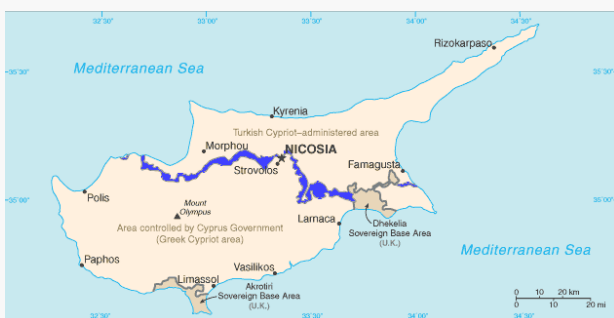 32°30'
33°00'
33°30'
34°00'
34°30'
Rizokarpaso
Mediterranean Sea
35°30'
35°30'
Kyrenia
Turkish Cypriot–administered area
Morphou
NICOSIA
Strovolos
Famagusta
Polis
Mount
Olympus
35°00'
35°00'
Area controlled by Cyprus Government
(Greek Cypriot area)
Larnaca
Dhekelia
Sovereign Base Area
(U.K.)
Mediterranean Sea
Paphos
Vasilikos
Limassol
Akrotiri
Sovereign Base Area
(U.K.)
0 10 20 km
0 10 20 mi
32°30'
33°00'
33°30'
34°00'
34°30'